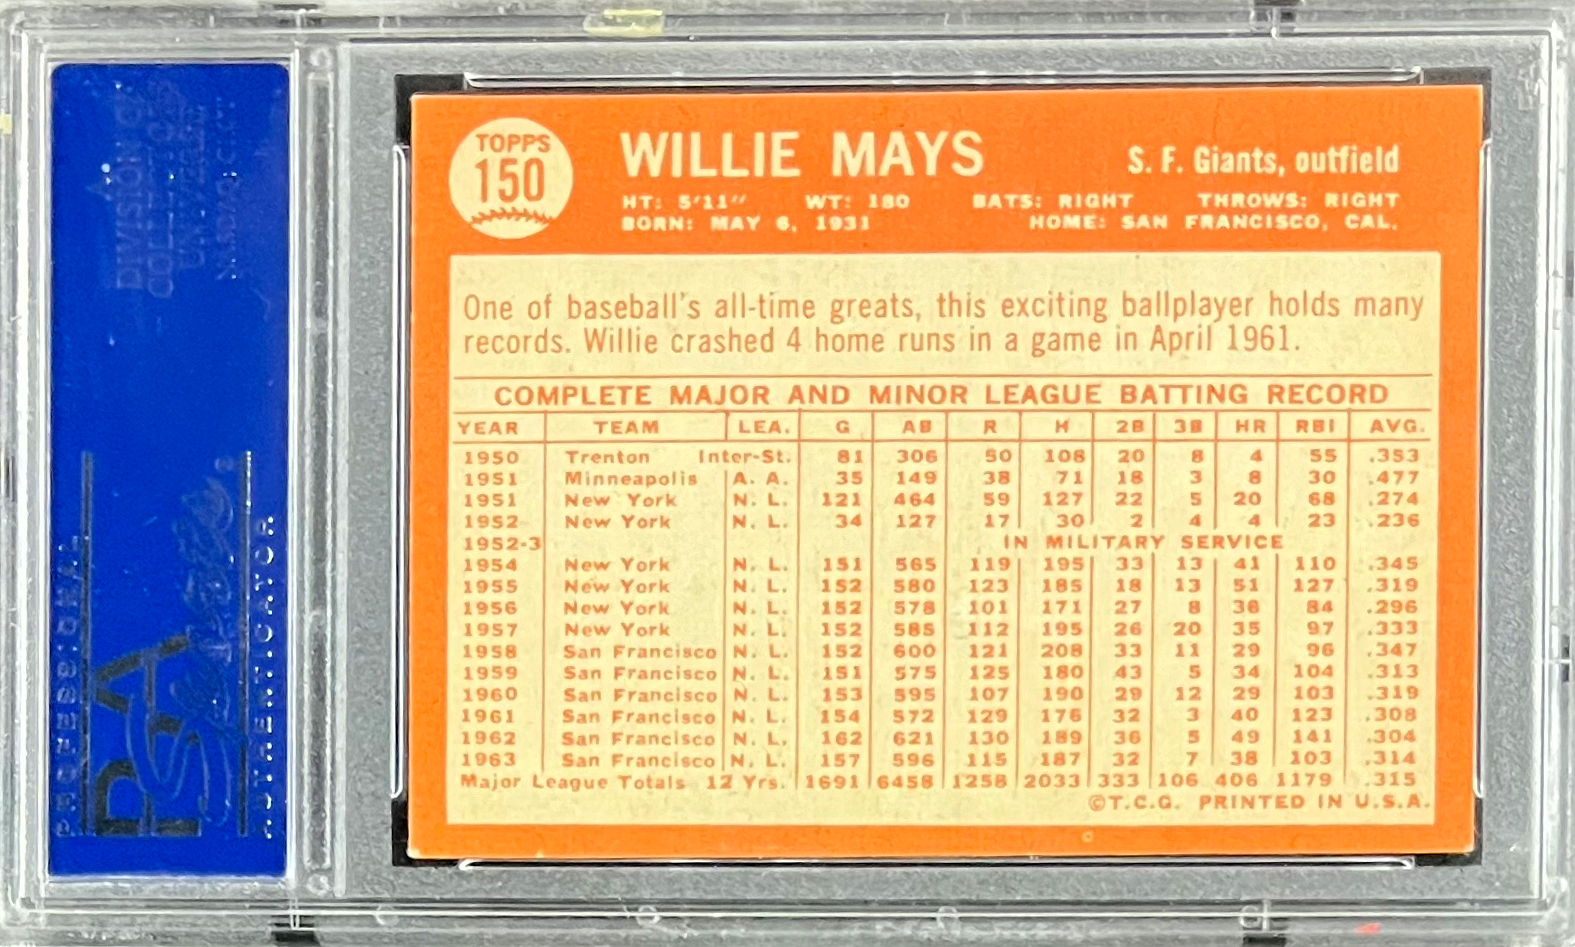 TOPPS
150
WILLIE MAYS
S. F. Giants, outfield
HT: 5'11" WT: 180 BATS: RIGHT THROWS: RIGHT
BORN: MAY 6, 1931 HOME: SAN FRANCISCO, CAL.
One of baseball's all-time greats, this exciting ballplayer holds many
records. Willie crashed 4 home runs in a game in April 1961.
COMPLETE MAJOR AND MINOR LEAGUE BATTING RECORD
YEAR TEAM LEA. G AB R H 2B 3B HR RBI AVG.
1950 Trenton Inter-St. 81 306 50 108 20 8 4 55 .353
1951 Minneapolis A. A. 35 149 38 71 18 3 8 30 .477
1951 New York N. L. 121 464 59 127 22 5 20 68 .274
1952 New York N. L. 34 127 17 30 2 4 4 23 .236
1952-3 IN MILITARY SERVICE
1954 New York N. L. 151 565 119 195 33 13 41 110 .345
1955 New York N. L. 152 580 123 185 18 13 51 127 .319
1956 New York N. L. 152 578 101 171 27 8 36 84 .296
1957 New York N. L. 152 585 112 195 26 20 35 97 .333
1958 San Francisco N. L. 152 600 121 208 33 11 29 96 .347
1959 San Francisco N. L. 151 575 125 180 43 5 34 104 .313
1960 San Francisco N. L. 153 595 107 190 29 12 29 103 .319
1961 San Francisco N. L. 154 572 129 176 32 3 40 123 .308
1962 San Francisco N. L. 162 621 130 189 36 5 49 141 .304
1963 San Francisco N. L. 157 596 115 187 32 7 38 103 .314
Major League Totals 12 Yrs. 1691 6458 1258 2033 333 106 406 1179 .315
©T.C.G. PRINTED IN U.S.A.
PROFESSIONAL
PSA
AUTHENTICATOR
DIVISION OF